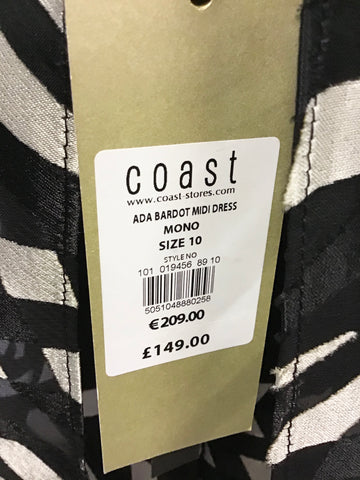 coast
www.coast-stores.com
ADA BARDOT MIDI DRESS
MONO
SIZE 10
STYLE NO
101 019456 89 10
5051048880258
€209.00
£149.00